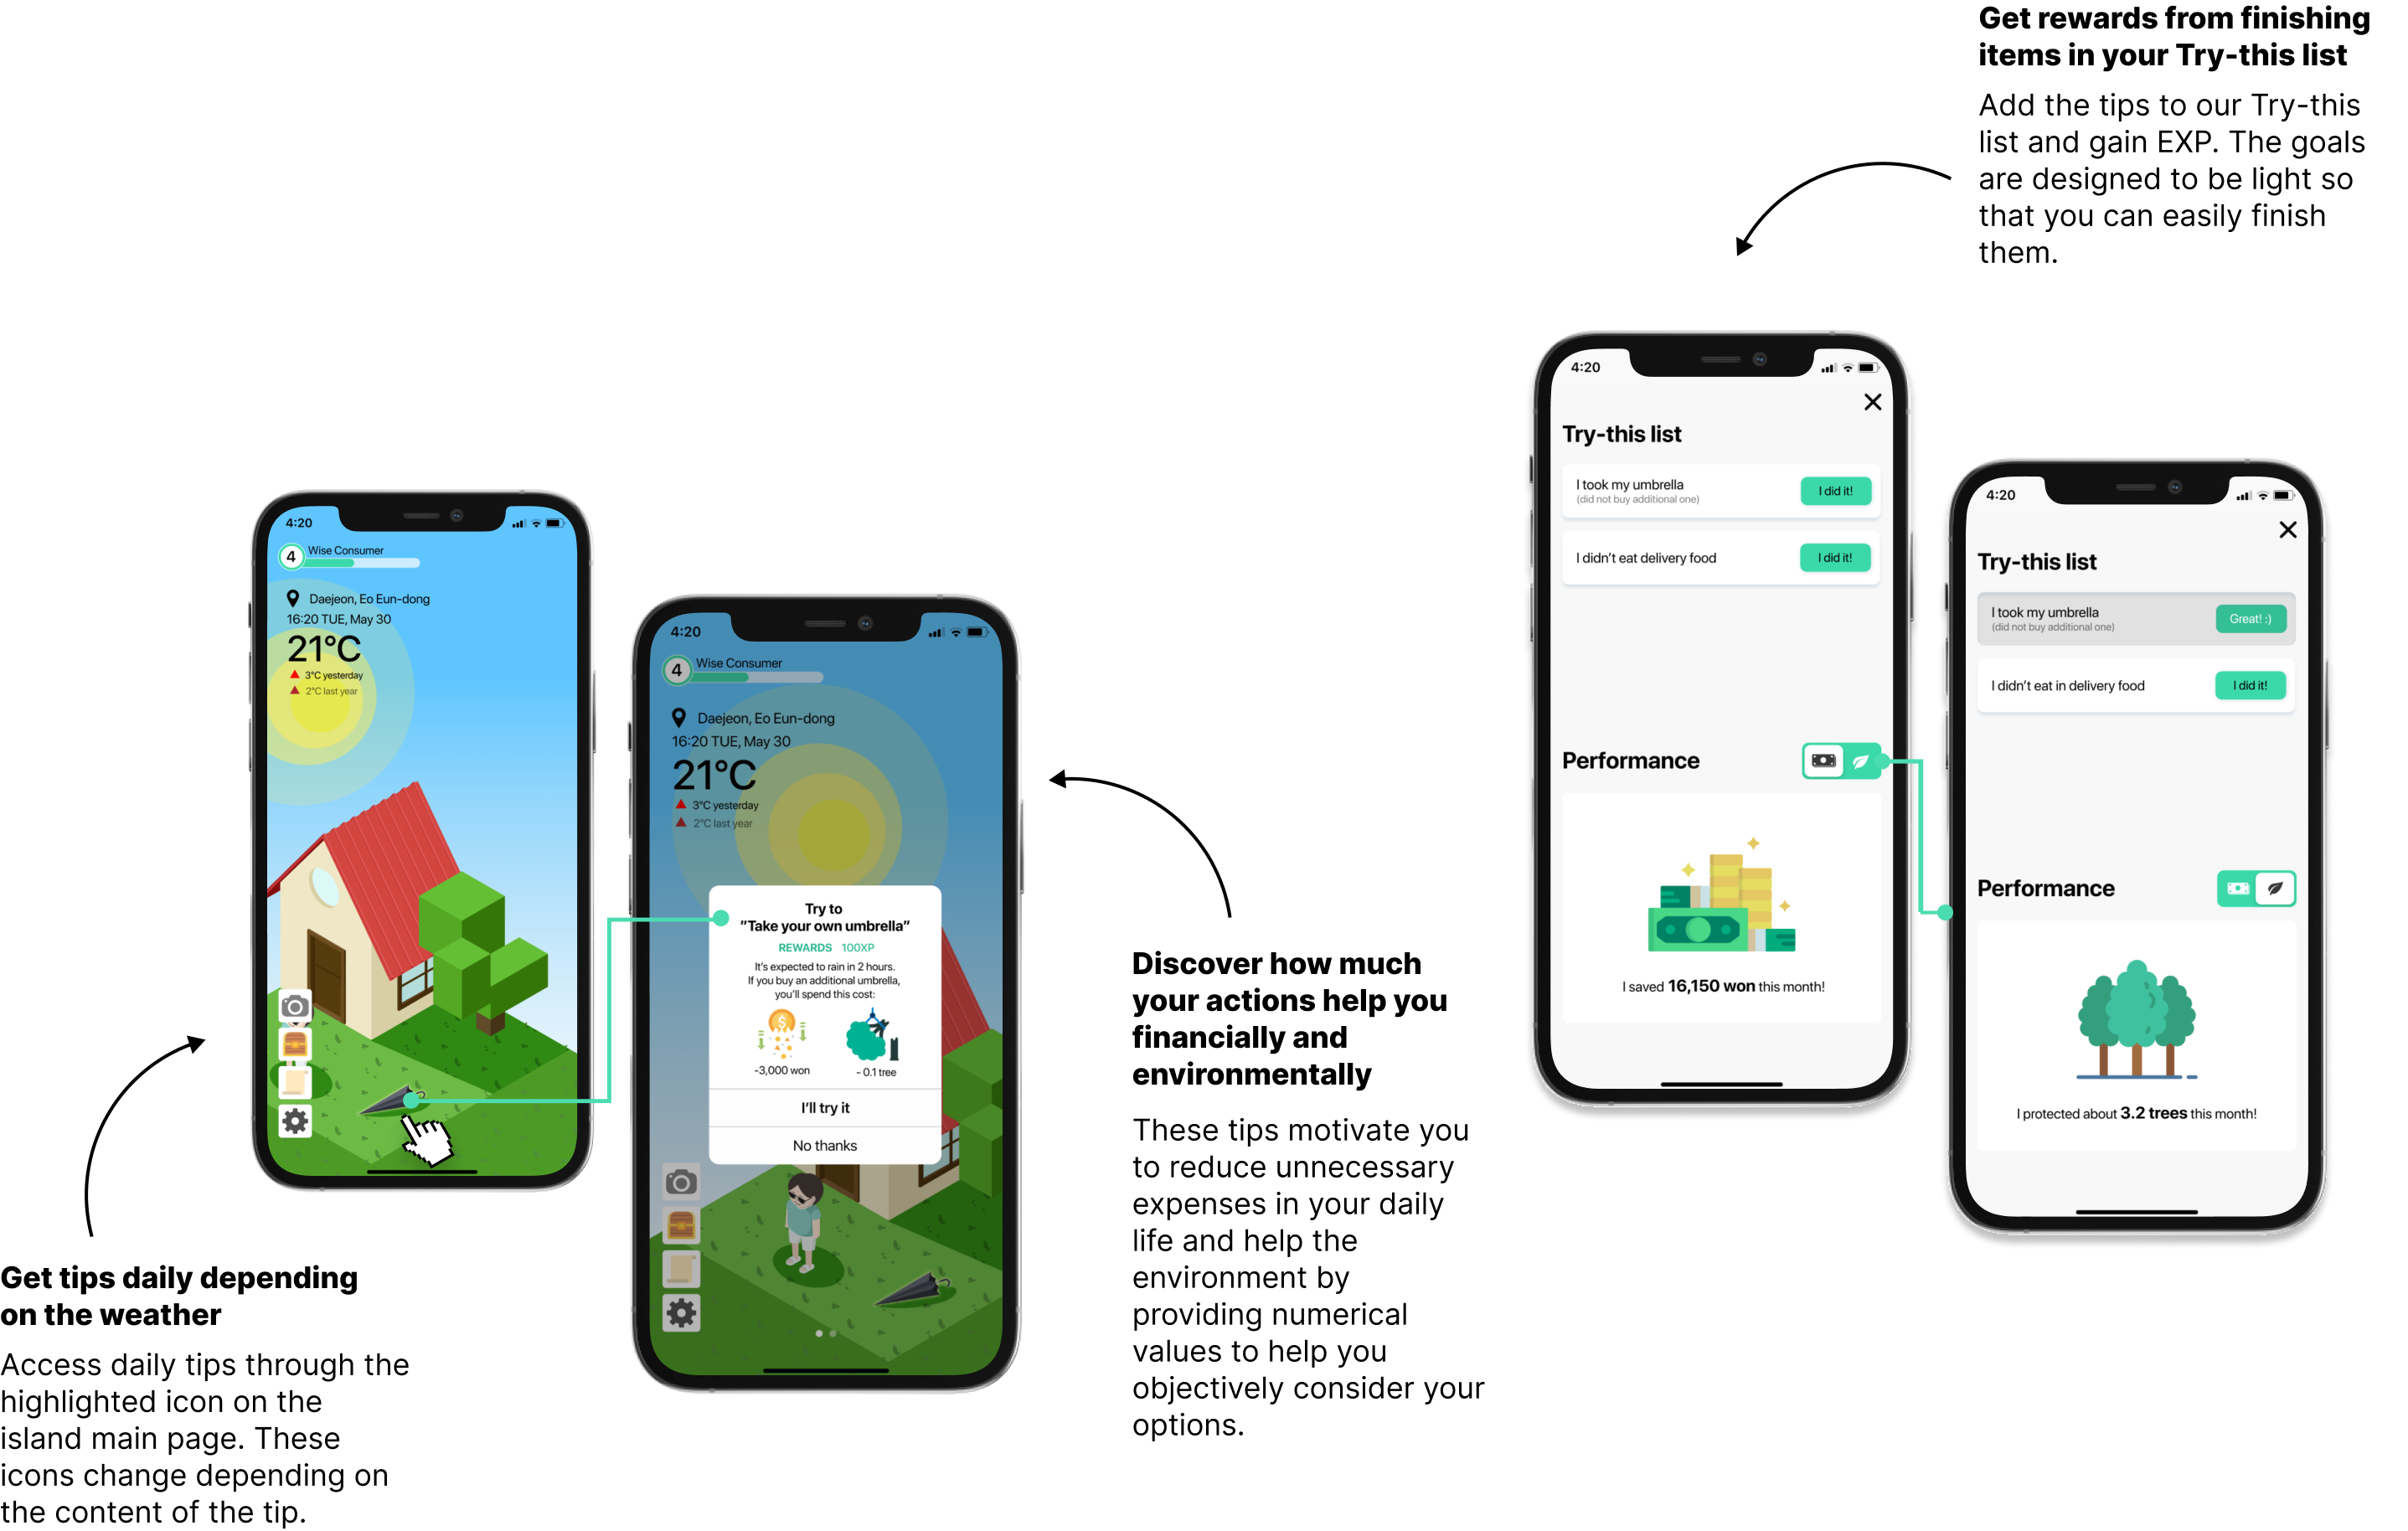 Get rewards from finishing
items in your Try-this list
Add the tips to our Try-this
list and gain EXP. The goals
are designed to be light so
that you can easily finish
them.
4:20
4 Wise Consumer
Daejeon, Eo Eun-dong
16:20 TUE, May 30
21°C
3°C yesterday
2°C last year
Get tips daily depending
on the weather
Access daily tips through the
highlighted icon on the
island main page. These
icons change depending on
the content of the tip.
4:20
4 Wise Consumer
Daejeon, Eo Eun-dong
16:20 TUE, May 30
21°C
3°C yesterday
2°C last year
Try to
"Take your own umbrella"
REWARDS 100XP
It's expected to rain in 2 hours.
If you buy an additional umbrella,
you'll spend this cost:
-3,000 won
- 0.1 tree
I'll try it
No thanks
Discover how much
your actions help you
financially and
environmentally
These tips motivate you
to reduce unnecessary
expenses in your daily
life and help the
environment by
providing numerical
values to help you
objectively consider your
options.
4:20
Try-this list
I took my umbrella
(did not buy additional one)
I did it!
I didn't eat delivery food
I did it!
Performance
I saved 16,150 won this month!
4:20
Try-this list
I took my umbrella
(did not buy additional one)
Great! :)
I didn't eat in delivery food
I did it!
Performance
I protected about 3.2 trees this month!